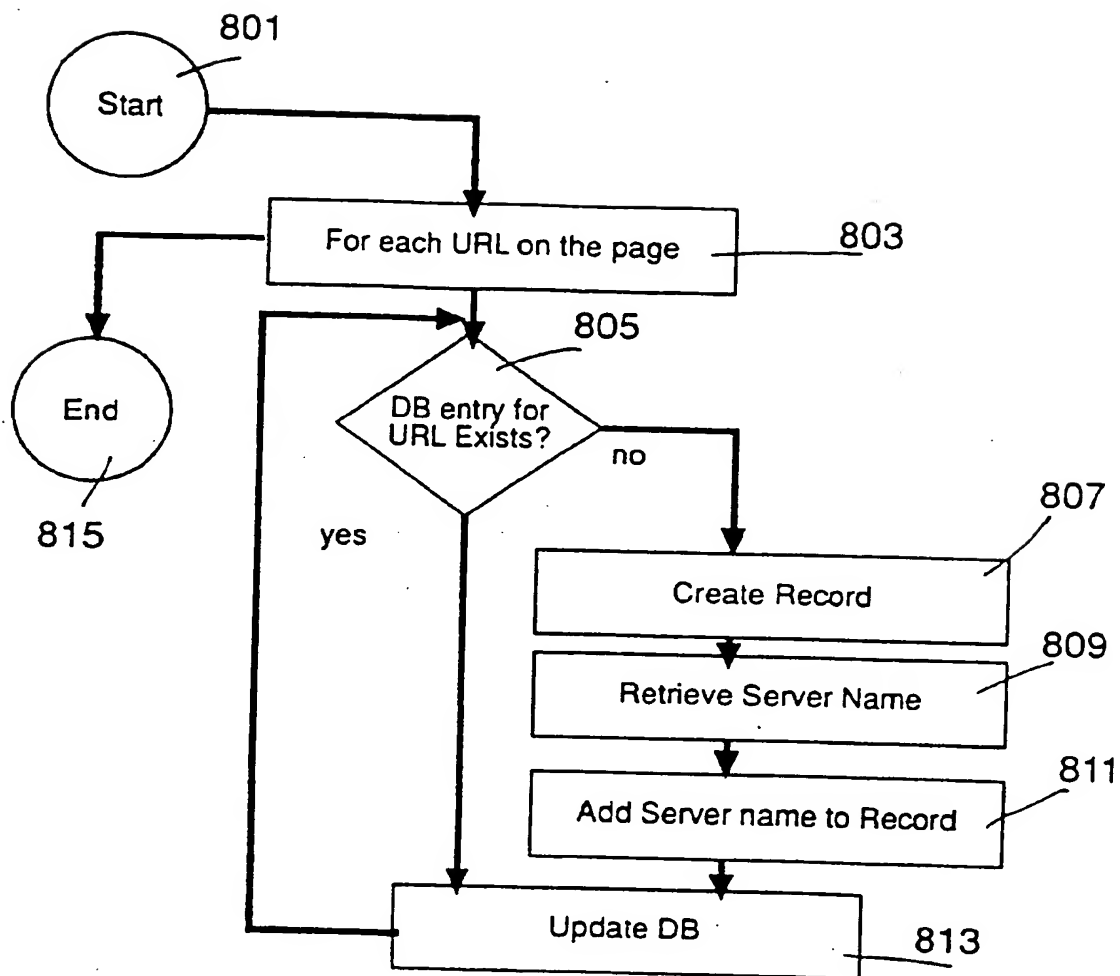 801
Start
For each URL on the page
803
805
End
DB entry for
URL Exists?
no
815
yes
807
Create Record
809
Retrieve Server Name
811
Add Server name to Record
Update DB
813